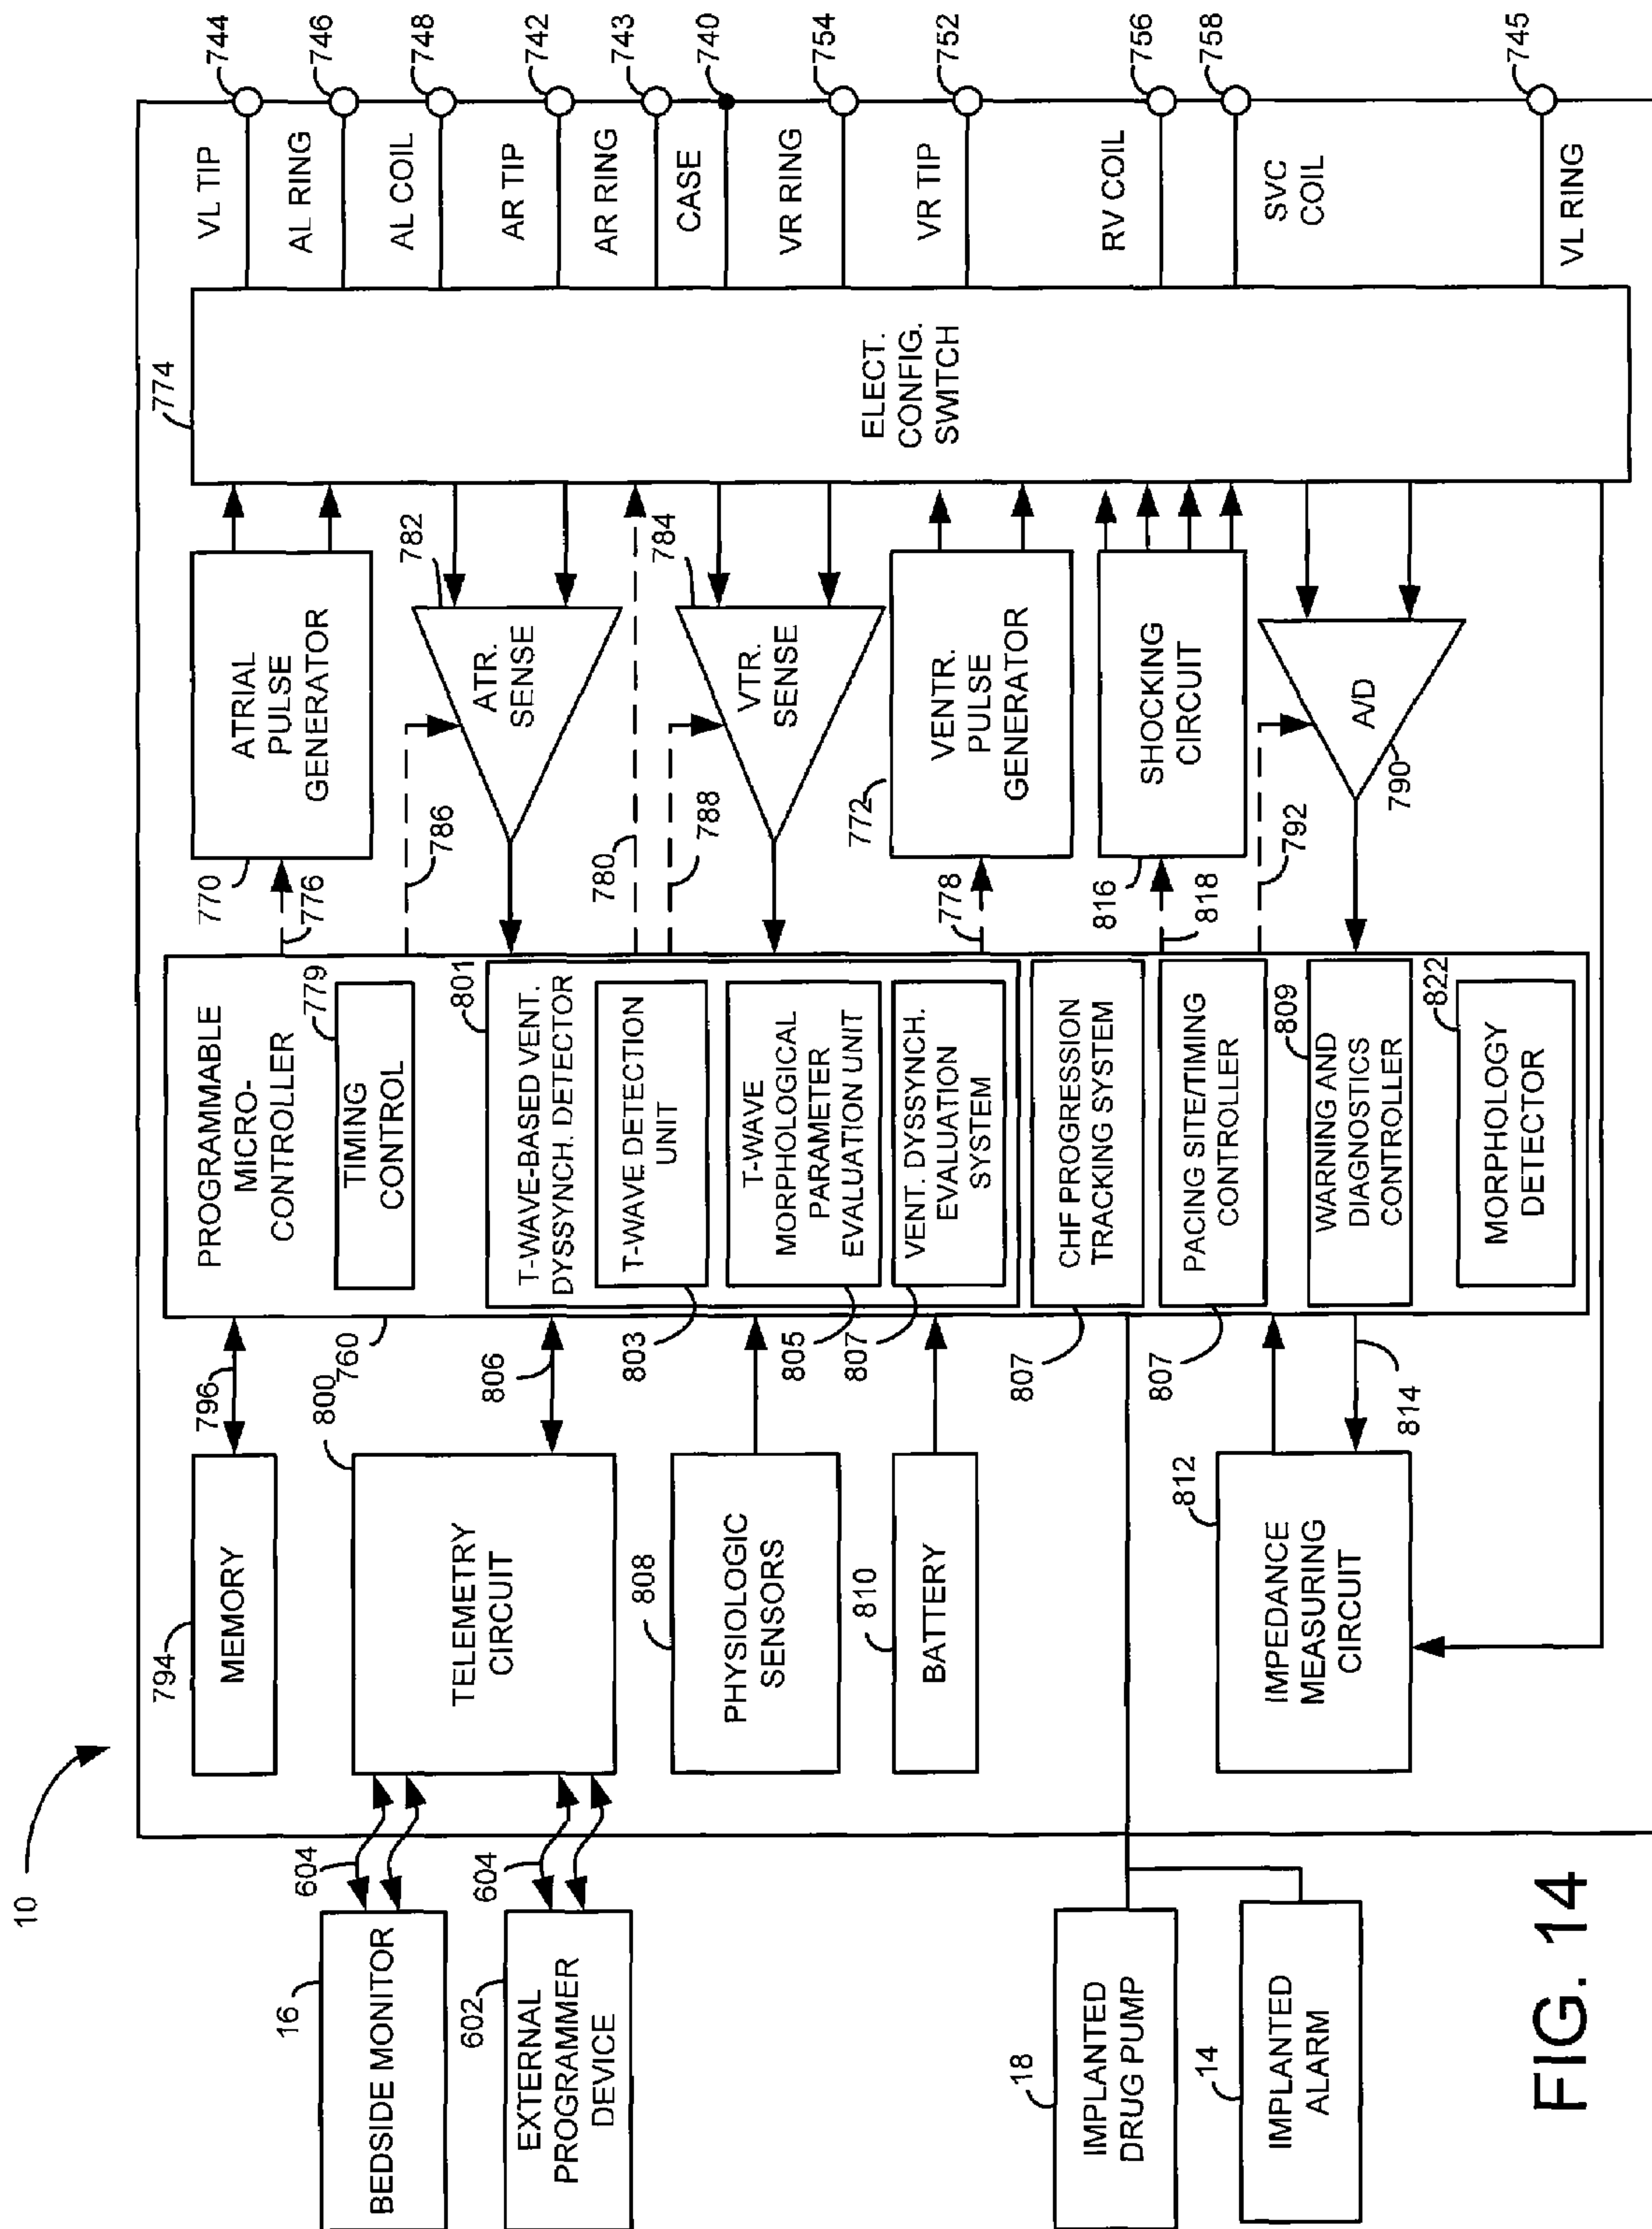 10
16
BEDSIDE MONITOR
604
602
EXTERNAL
PROGRAMMER
DEVICE
604
18
IMPLANTED
DRUG PUMP
14
IMPLANTED
ALARM
794
MEMORY
796
800
TELEMETRY
CIRCUIT
806
808
PHYSIOLOGIC
SENSORS
810
BATTERY
812
IMPEDANCE
MEASURING
CIRCUIT
814
760
PROGRAMMABLE
MICRO-
CONTROLLER
779
TIMING
CONTROL
801
T-WAVE-BASED VENT.
DYSSYNCH. DETECTOR
803
T-WAVE DETECTION
UNIT
805
T-WAVE
MORPHOLOGICAL
PARAMETER
EVALUATION UNIT
807
VENT. DYSSYNCH.
EVALUATION
SYSTEM
807
CHF PROGRESSION
TRACKING SYSTEM
807
PACING SITE/TIMING
CONTROLLER
809
WARNING AND
DIAGNOSTICS
CONTROLLER
822
MORPHOLOGY
DETECTOR
770
776
ATRIAL
PULSE
GENERATOR
786
782
ATR.
SENSE
780
788
784
VTR.
SENSE
778
772
VENTR.
PULSE
GENERATOR
816
818
SHOCKING
CIRCUIT
792
A/D
790
774
ELECT.
CONFIG.
SWITCH
VL TIP
744
AL RING
746
AL COIL
748
AR TIP
742
AR RING
743
CASE
740
VR RING
754
VR TIP
752
RV COIL
756
SVC
COIL
758
VL RING
745
FIG. 14